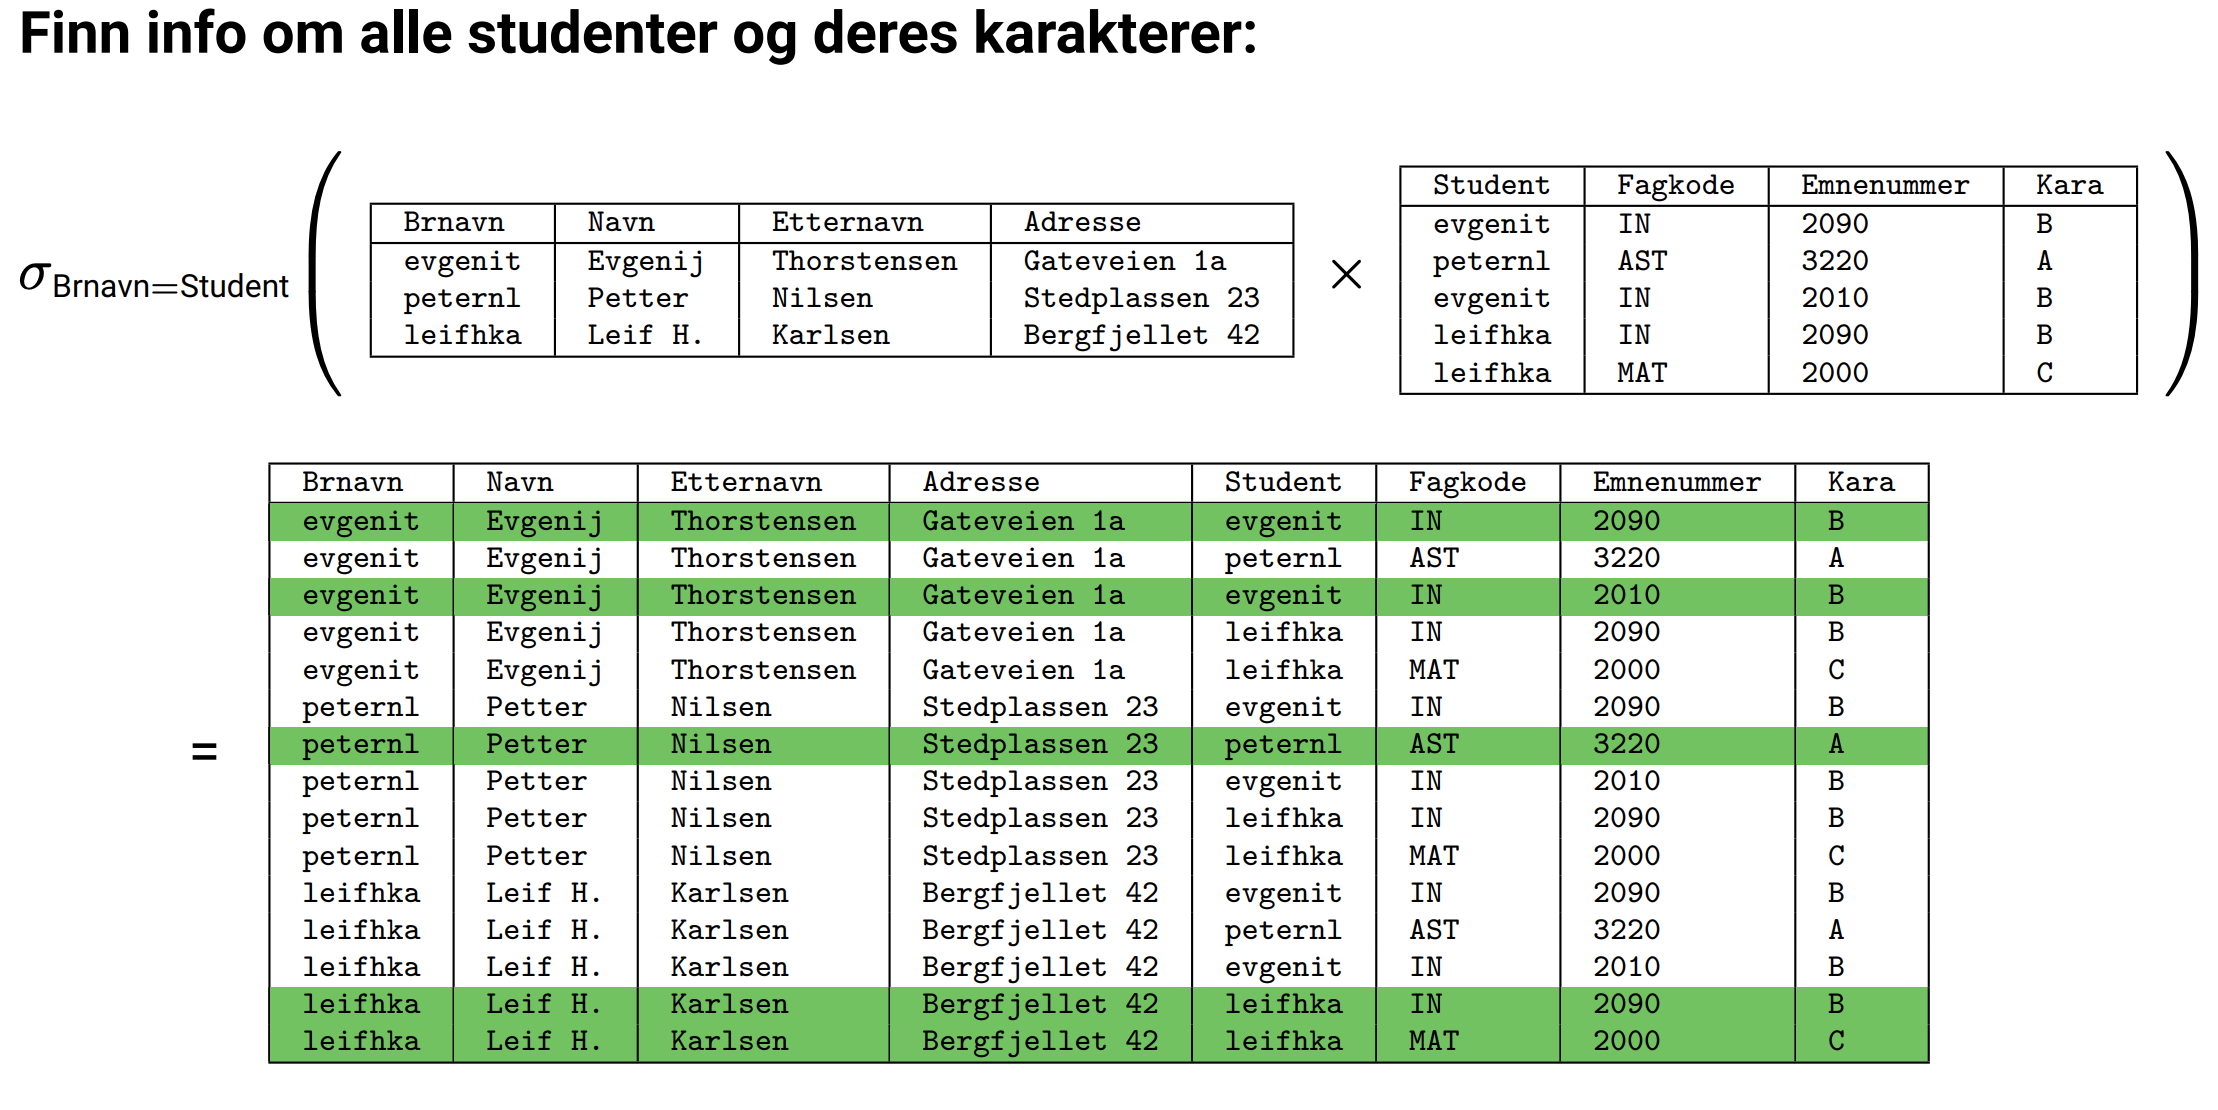 Finn info om alle studenter og deres karakterer:
σ Brnavn=Student ( × )
Brnavn Navn Etternavn Adresse
evgenit Evgenij Thorstensen Gateveien 1a
peternl Petter Nilsen Stedplassen 23
leifhka Leif H. Karlsen Bergfjellet 42
Student Fagkode Emnenummer Kara
evgenit IN 2090 B
peternl AST 3220 A
evgenit IN 2010 B
leifhka IN 2090 B
leifhka MAT 2000 C
=
Brnavn Navn Etternavn Adresse Student Fagkode Emnenummer Kara
evgenit Evgenij Thorstensen Gateveien 1a evgenit IN 2090 B
evgenit Evgenij Thorstensen Gateveien 1a peternl AST 3220 A
evgenit Evgenij Thorstensen Gateveien 1a evgenit IN 2010 B
evgenit Evgenij Thorstensen Gateveien 1a leifhka IN 2090 B
evgenit Evgenij Thorstensen Gateveien 1a leifhka MAT 2000 C
peternl Petter Nilsen Stedplassen 23 evgenit IN 2090 B
peternl Petter Nilsen Stedplassen 23 peternl AST 3220 A
peternl Petter Nilsen Stedplassen 23 evgenit IN 2010 B
peternl Petter Nilsen Stedplassen 23 leifhka IN 2090 B
peternl Petter Nilsen Stedplassen 23 leifhka MAT 2000 C
leifhka Leif H. Karlsen Bergfjellet 42 evgenit IN 2090 B
leifhka Leif H. Karlsen Bergfjellet 42 peternl AST 3220 A
leifhka Leif H. Karlsen Bergfjellet 42 evgenit IN 2010 B
leifhka Leif H. Karlsen Bergfjellet 42 leifhka IN 2090 B
leifhka Leif H. Karlsen Bergfjellet 42 leifhka MAT 2000 C